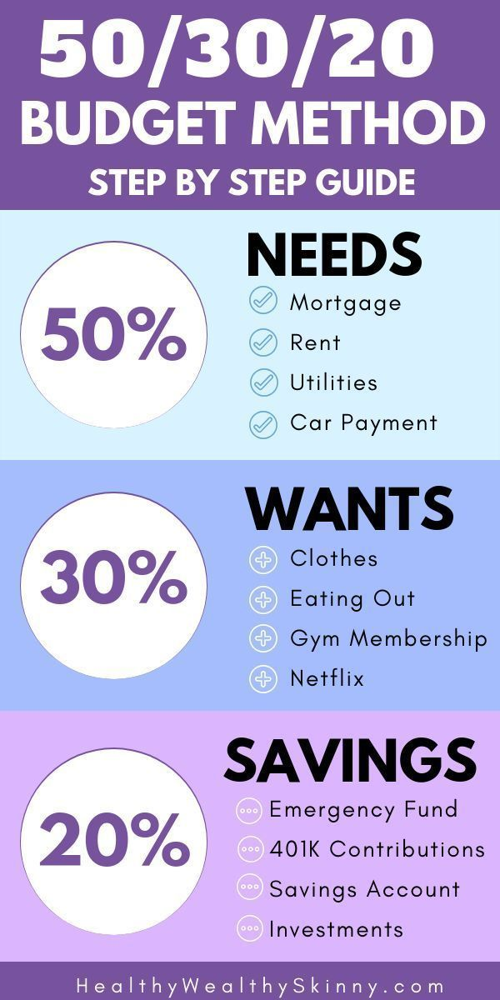 50/30/20
BUDGET METHOD
STEP BY STEP GUIDE
50%
NEEDS
Mortgage
Rent
Utilities
Car Payment
30%
WANTS
Clothes
Eating Out
Gym Membership
Netflix
20%
SAVINGS
Emergency Fund
401K Contributions
Savings Account
Investments
HealthyWealthySkinny.com